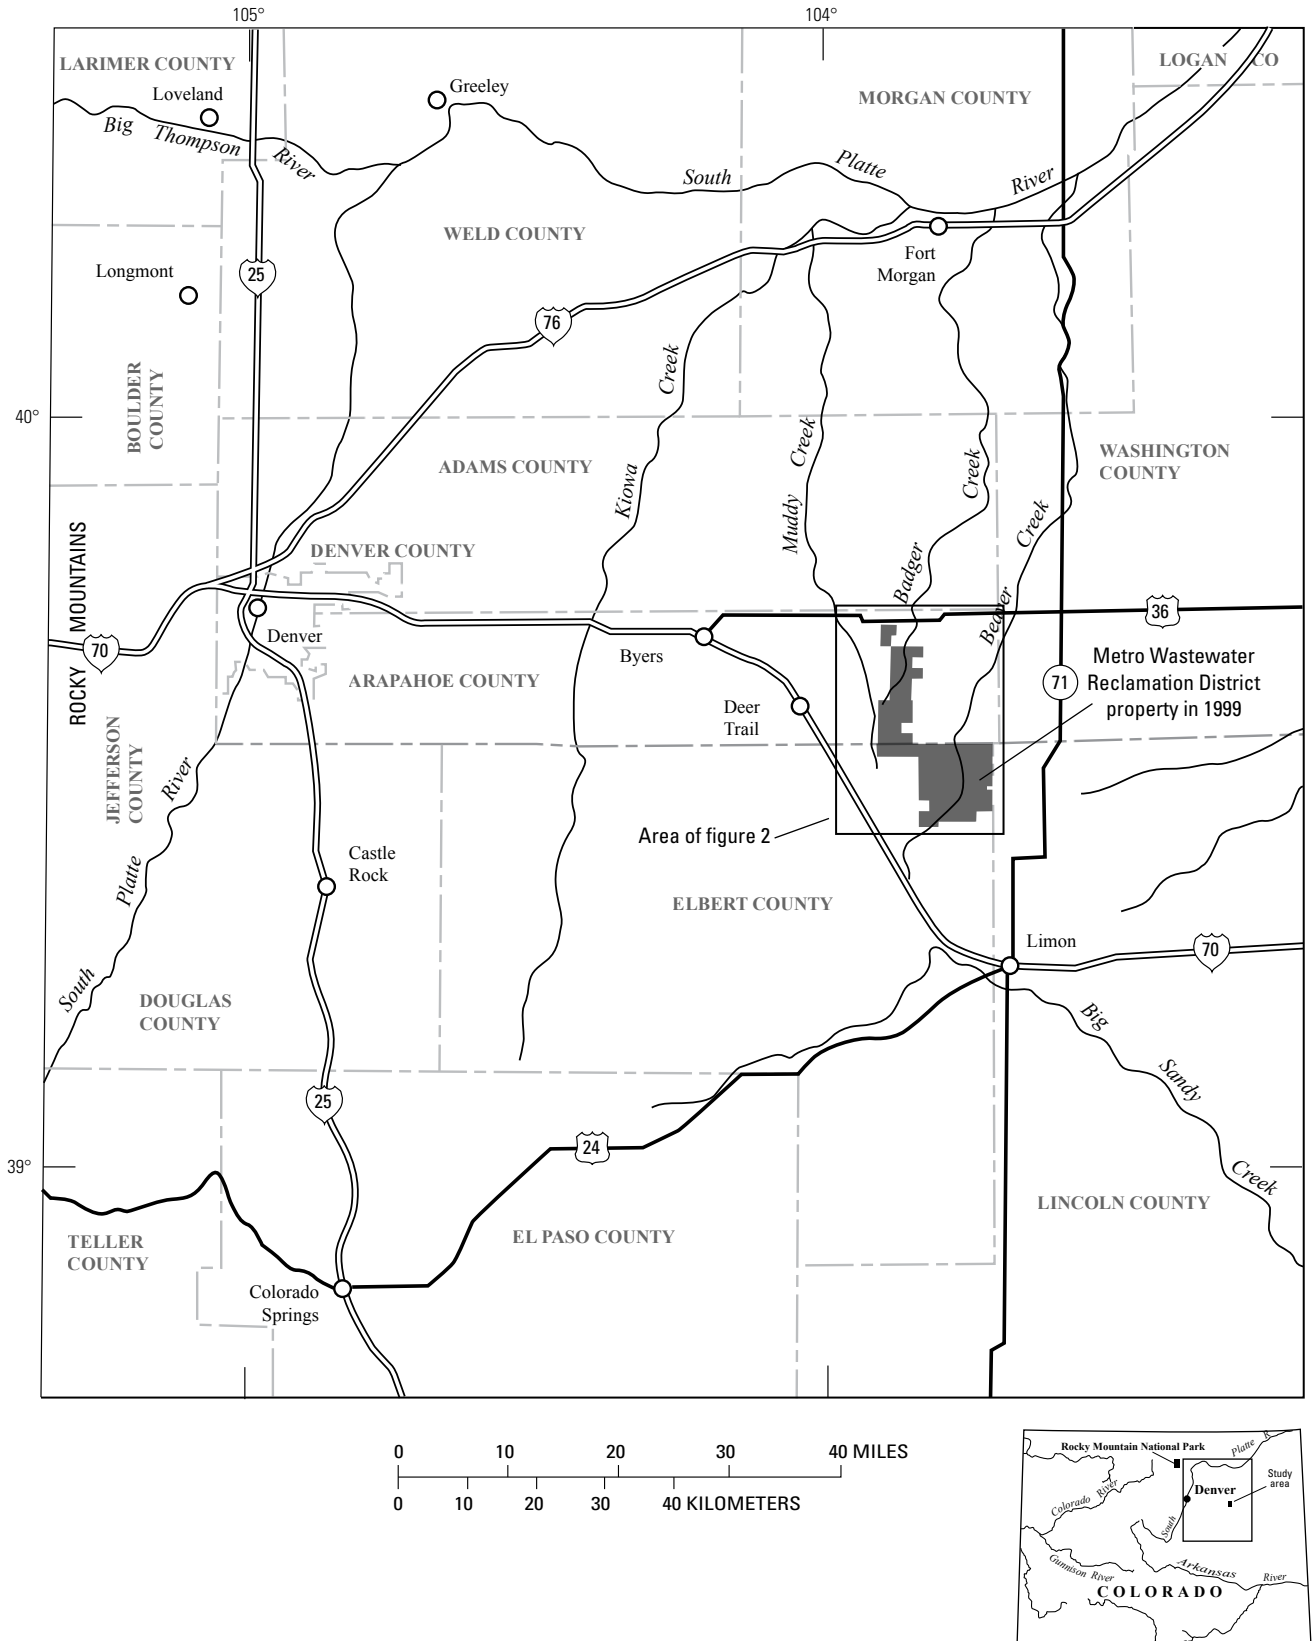 105°
104°
LARIMER COUNTY
LOGAN CO
Loveland
Greeley
MORGAN COUNTY
Big Thompson River
South Platte River
WELD COUNTY
Fort
Morgan
Longmont
25
76
Creek
BOULDER
COUNTY
40°
ADAMS COUNTY
Kiowa
Muddy Creek
Creek
WASHINGTON
COUNTY
Creek
DENVER COUNTY
Badger
Beaver
ROCKY MOUNTAINS
70
Denver
Byers
36
Metro Wastewater
Reclamation District
property in 1999
71
ARAPAHOE COUNTY
Deer
Trail
JEFFERSON
COUNTY
South Platte River
Area of figure 2
Castle
Rock
ELBERT COUNTY
Limon
70
DOUGLAS
COUNTY
Big Sandy Creek
25
24
39°
LINCOLN COUNTY
TELLER
COUNTY
EL PASO COUNTY
Colorado
Springs
0 10 20 30 40 MILES
0 10 20 30 40 KILOMETERS
Rocky Mountain National Park
Platte R
Study
area
Denver
Colorado River
South
Gunnison River
Arkansas River
COLORADO